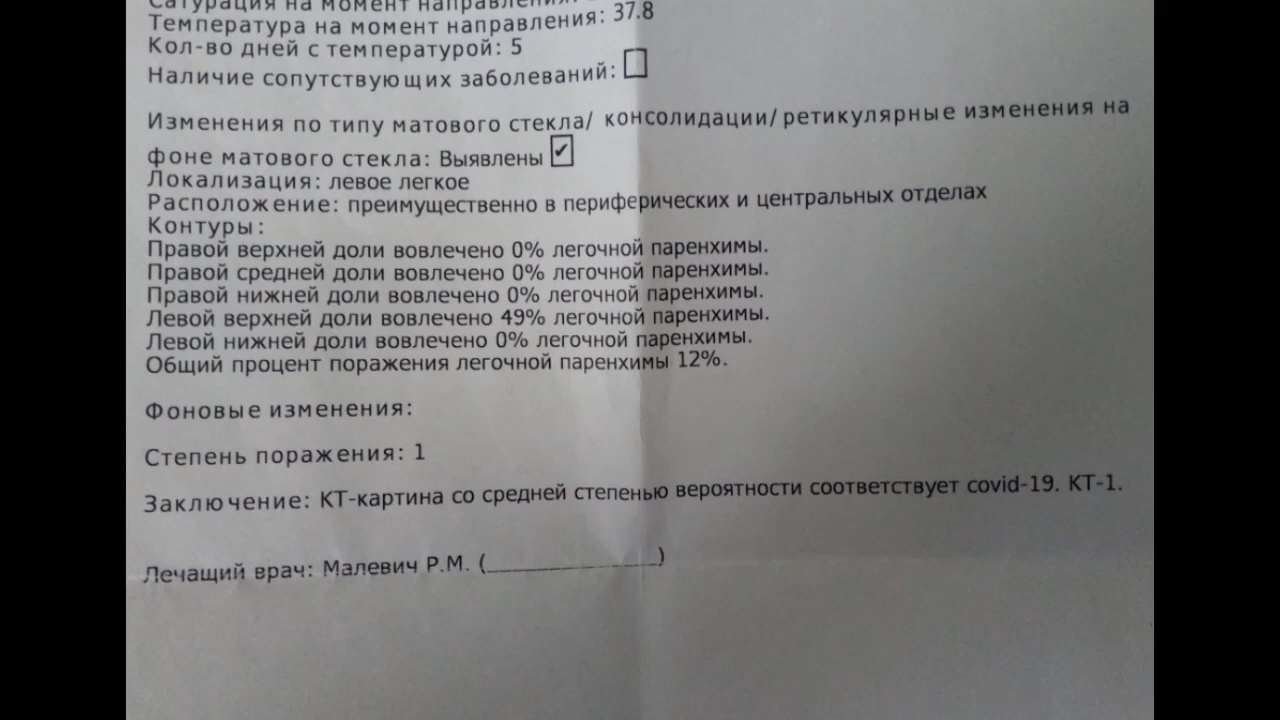 Сатурация на момент направления:
Температура на момент направления: 37.8
Кол-во дней с температурой: 5
Наличие сопутствующих заболеваний:
Изменения по типу матового стекла/ консолидации/ретикулярные изменения на
фоне матового стекла: Выявлены ✔
Локализация: левое легкое
Расположение: преимущественно в периферических и центральных отделах
Контуры:
Правой верхней доли вовлечено 0% легочной паренхимы.
Правой средней доли вовлечено 0% легочной паренхимы.
Правой нижней доли вовлечено 0% легочной паренхимы.
Левой верхней доли вовлечено 49% легочной паренхимы.
Левой нижней доли вовлечено 0% легочной паренхимы.
Общий процент поражения легочной паренхимы 12%.
Фоновые изменения:
Степень поражения: 1
Заключение: КТ-картина со средней степенью вероятности соответствует covid-19. КТ-1.
Лечащий врач: Малевич Р.М. (______________)